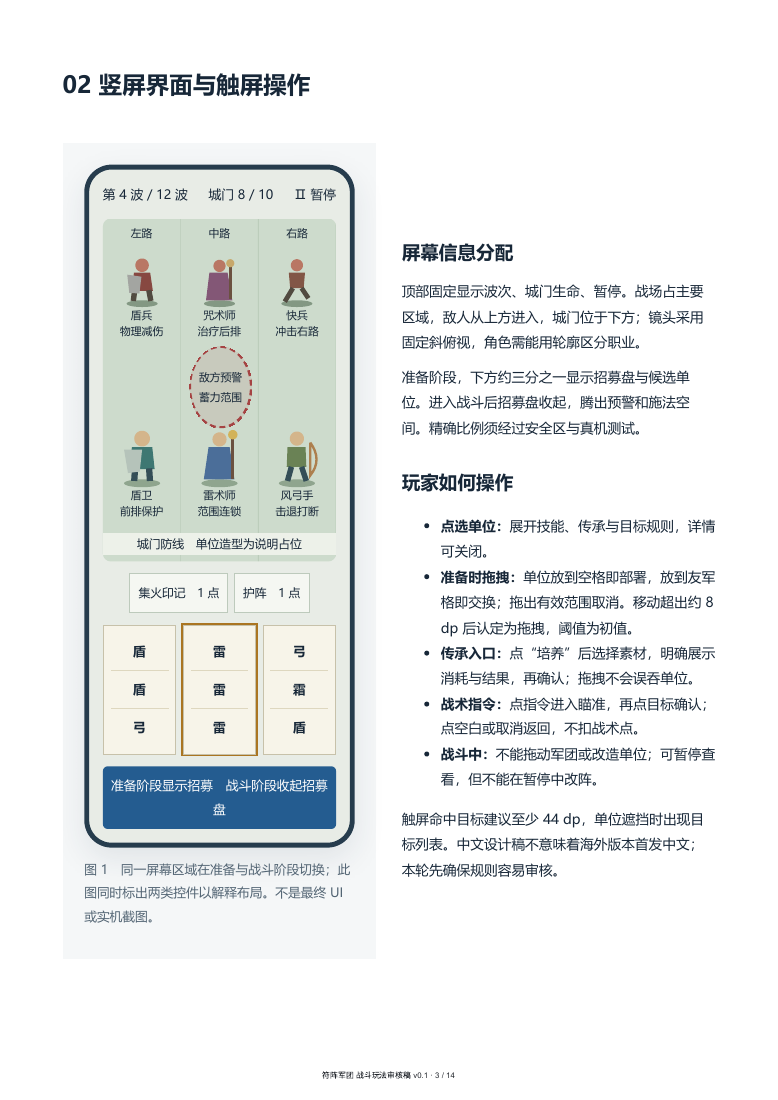 02 竖屏界面与触屏操作
第 4 波 / 12 波 城门 8 / 10 II 暂停
左路 中路 右路
盾兵 咒术师 快兵
物理减伤 治疗后排 冲击右路
敌方预警
蓄力范围
盾卫 雷术师 风弓手
前排保护 范围连锁 击退打断
城门防线 单位造型为说明占位
集火印记 1 点 护阵 1 点
盾 雷 弓
盾 雷 霜
弓 雷 盾
准备阶段显示招募 战斗阶段收起招募
盘
图 1 同一屏幕区域在准备与战斗阶段切换；此
图同时标出两类控件以解释布局。不是最终 UI
或实机截图。
屏幕信息分配
顶部固定显示波次、城门生命、暂停。战场占主要
区域，敌人从上方进入，城门位于下方；镜头采用
固定斜俯视，角色需能用轮廓区分职业。
准备阶段，下方约三分之一显示招募盘与候选单
位。进入战斗后招募盘收起，腾出预警和施法空
间。精确比例须经过安全区与真机测试。
玩家如何操作
• 点选单位：展开技能、传承与目标规则，详情
可关闭。
• 准备时拖拽：单位放到空格即部署，放到友军
格即交换；拖出有效范围取消。移动超出约 8
dp 后认定为拖拽，阈值为初值。
• 传承入口：点“培养”后选择素材，明确展示
消耗与结果，再确认；拖拽不会误吞单位。
• 战术指令：点指令进入瞄准，再点目标确认；
点空白或取消返回，不扣战术点。
• 战斗中：不能拖动军团或改造单位；可暂停查
看，但不能在暂停中改阵。
触屏命中目标建议至少 44 dp，单位遮挡时出现目
标列表。中文设计稿不意味着海外版本首发中文；
本轮先确保规则容易审核。
符阵军团 战斗玩法审核稿 v0.1 · 3 / 14